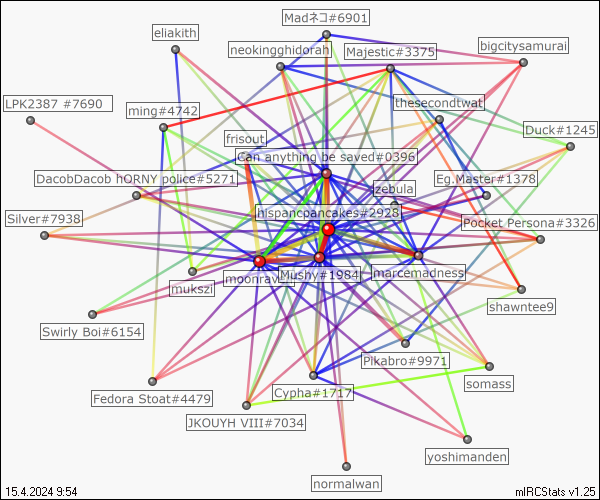 Madネコ#6901
eliakith
bigcitysamurai
neokingghidorah
Majestic#3375
LPK2387 #7690
ming#4742
thesecondtwat
Duck#1245
frisout
Can anything be saved#0396
DacobDacob hORNY police#5271
zebula
Eg.Master#1378
Silver#7938
hispancpancakes#2928
Pocket Persona#3326
mukszi
moonrav
Mushy#1984
marcemadness
shawntee9
Swirly Boi#6154
Pikabro#9971
somass
Fedora Stoat#4479
Cypha#1717
JKOUYH VIII#7034
yoshimanden
normalwan
15.4.2024 9:54
mIRCStats v1.25